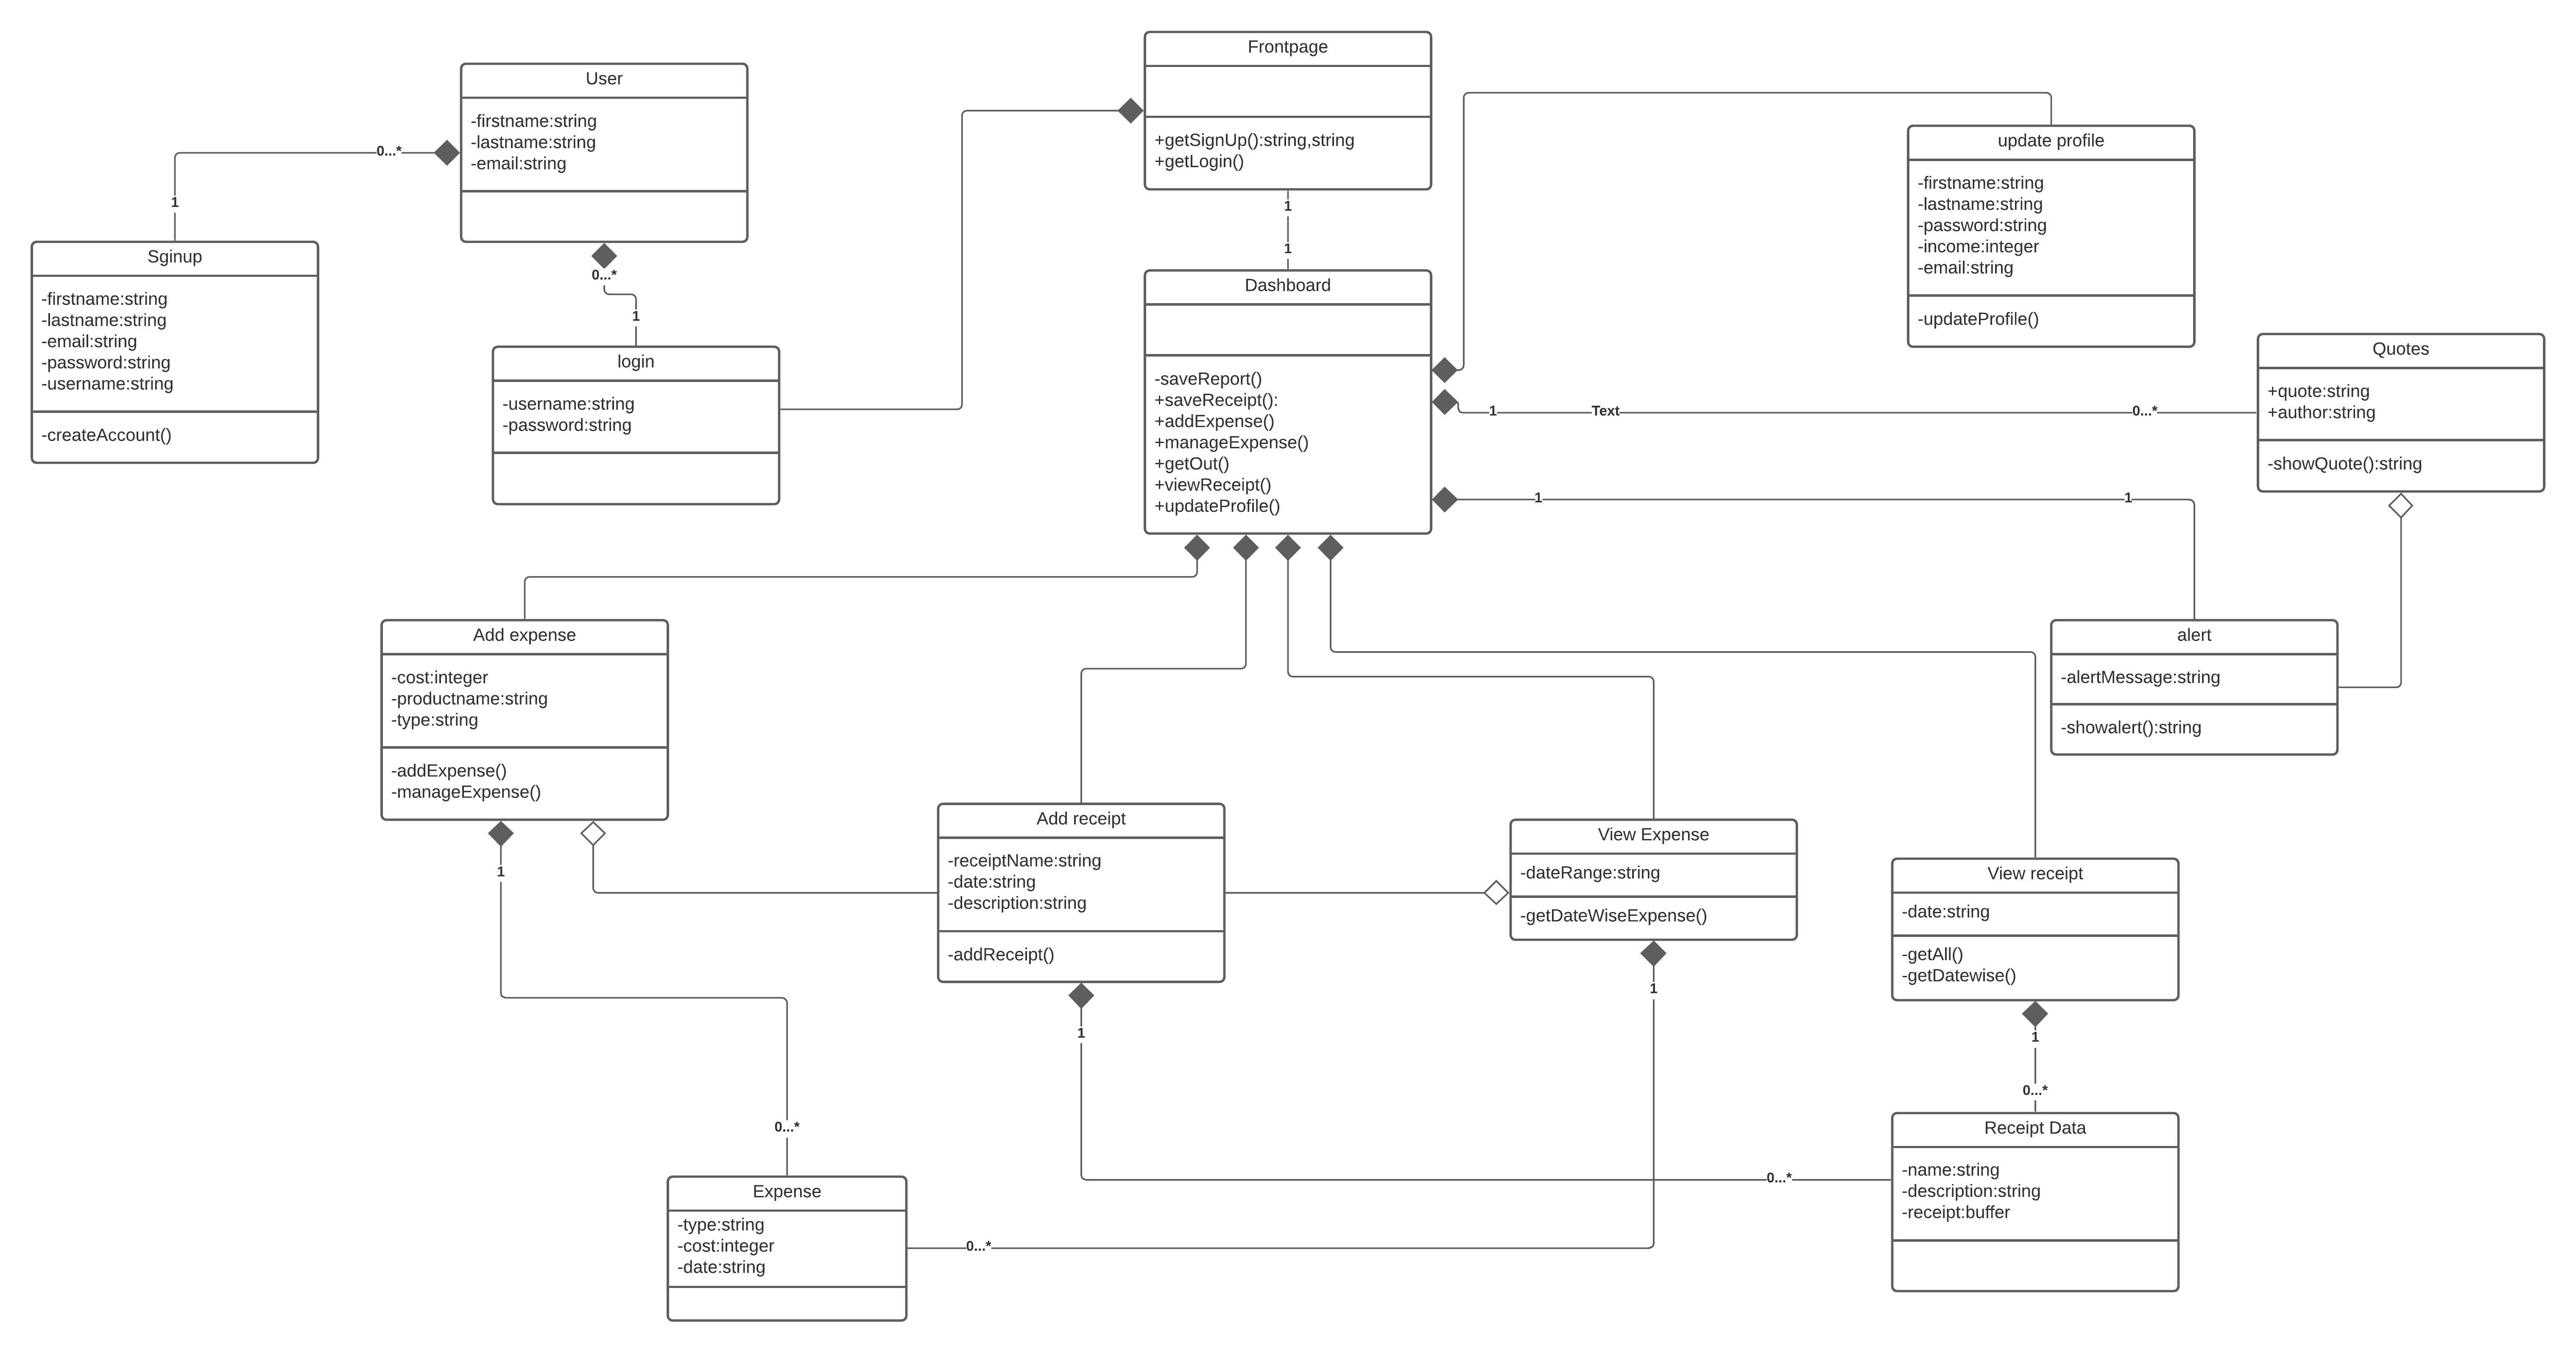 Frontpage
+getSignUp():string,string
+getLogin()
User
-firstname:string
-lastname:string
-email:string
0...*
1
0...*
1
1
1
Sginup
-firstname:string
-lastname:string
-email:string
-password:string
-username:string
-createAccount()
login
-username:string
-password:string
Dashboard
-saveReport()
+saveReceipt():
+addExpense()
+manageExpense()
+getOut()
+viewReceipt()
+updateProfile()
update profile
-firstname:string
-lastname:string
-password:string
-income:integer
-email:string
-updateProfile()
1
Text
0...*
Quotes
+quote:string
+author:string
-showQuote():string
1
1
alert
-alertMessage:string
-showalert():string
Add expense
-cost:integer
-productname:string
-type:string
-addExpense()
-manageExpense()
1
Add receipt
-receiptName:string
-date:string
-description:string
-addReceipt()
1
View Expense
-dateRange:string
-getDateWiseExpense()
1
View receipt
-date:string
-getAll()
-getDatewise()
1
0...*
0...*
Expense
-type:string
-cost:integer
-date:string
0...*
0...*
Receipt Data
-name:string
-description:string
-receipt:buffer